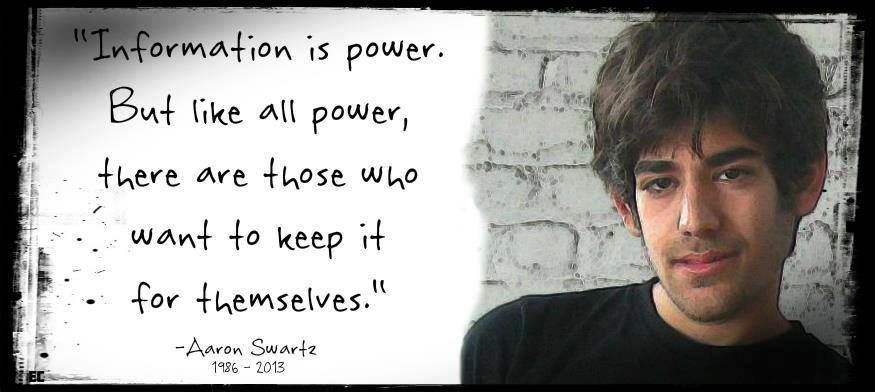 "Information is power.
But like all power,
there are those who
want to keep it
for themselves."
-Aaron Swartz
1986 - 2013
EC